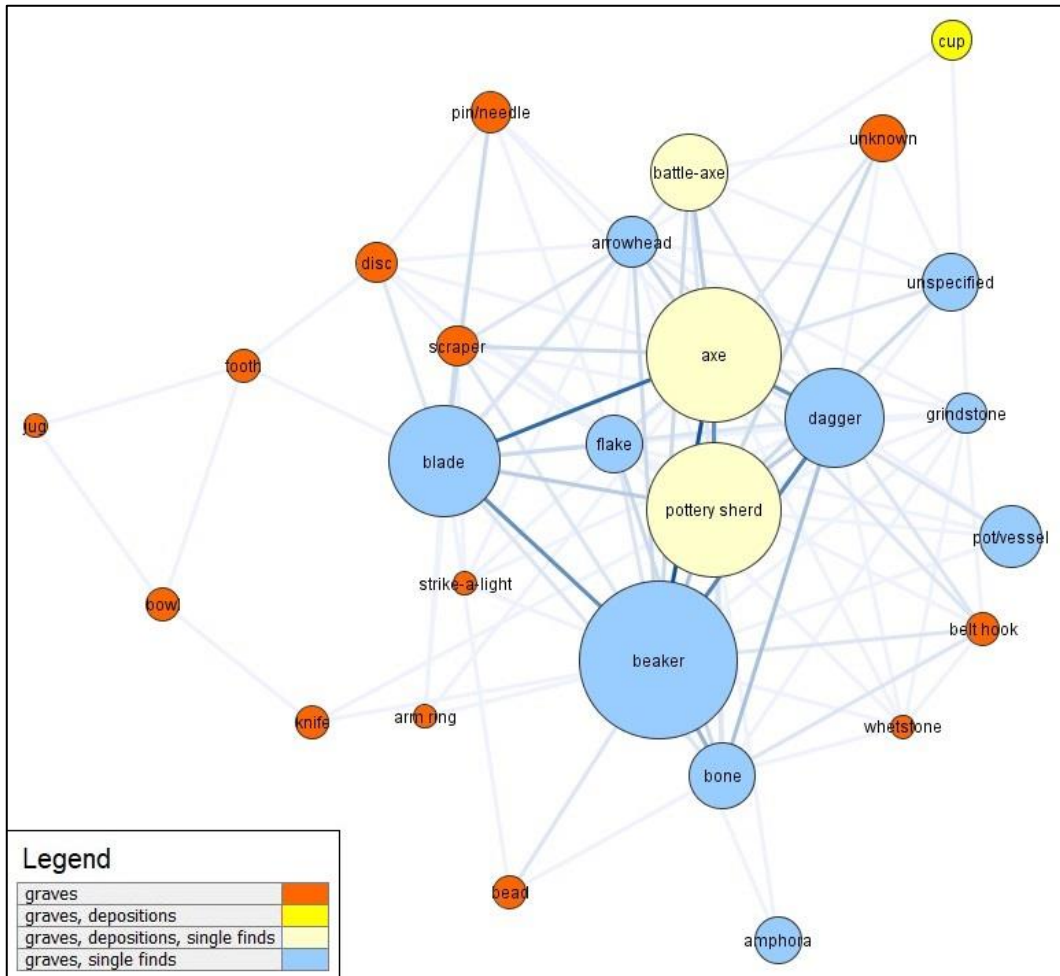 cup
pin/needle
unknown
battle-axe
arrowhead
disc
unspecified
scraper
axe
tooth
grindstone
dagger
jug
flake
blade
pottery sherd
pot/vessel
strike-a-light
bowl
belt hook
beaker
knife
arm ring
whetstone
bone
bead
amphora
Legend
graves
graves, depositions
graves, depositions, single finds
graves, single finds